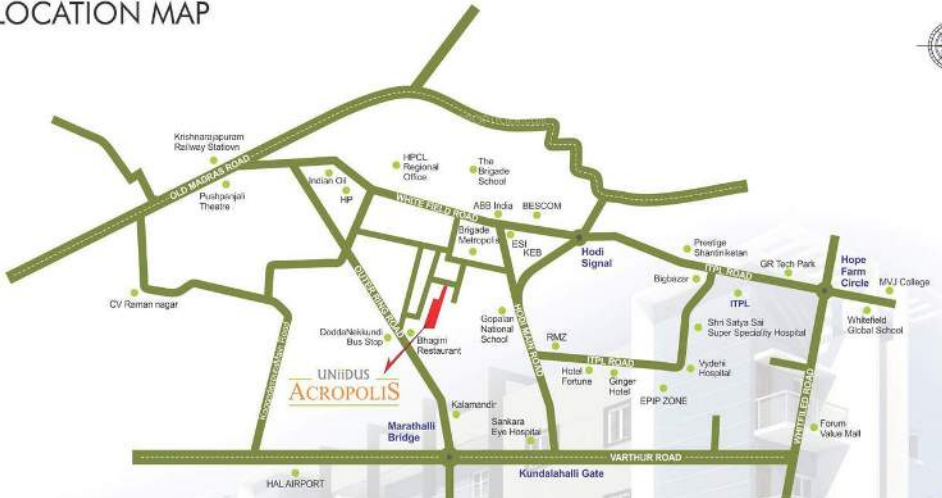 LOCATION MAP
Krishnarajapuram
Railway Statiovn
OLD MADRAS ROAD
Pushpanjali
Theatre
Indian Oil
HP
HPCL
Regional
Office
The
Brigade
School
WHITE FIELD ROAD
ABB India
BESCOM
Brigade
Metropolis
ESI
KEB
Hodi
Signal
Prestige
Shantiniketan
Bigbazar
ITPL ROAD
GR Tech Park
Hope
Farm
Circle
MVJ College
ITPL
Whitefield
Global School
CV Raman nagar
OUTER RING ROAD
DoddaNekkundi
Bus Stop
Bhagini
Restaurant
Gopalan
National
School
HODI MAIN ROAD
RMZ
Shri Satya Sai
Super Speciality Hospital
ITPL ROAD
Hotel
Fortune
Ginger
Hotel
Vydehi
Hospital
EPIP ZONE
WHITFILED ROAD
UNiiDUS
ACROPOLIS
Kalamandir
Marathalli
Bridge
Sankara
Eye Hospital
Forum
Value Mall
VARTHUR ROAD
Kundalahalli Gate
HAL AIRPORT